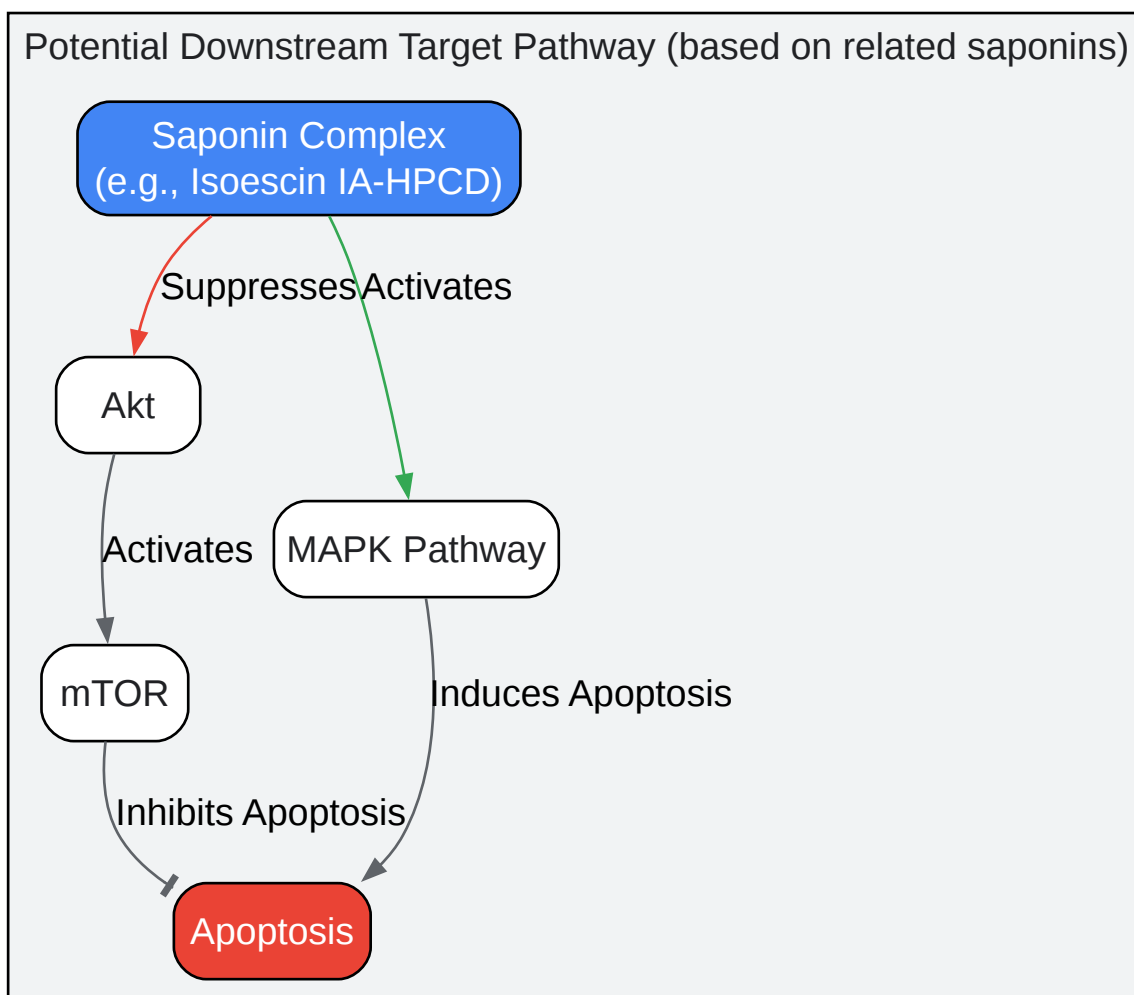 Potential Downstream Target Pathway (based on related saponins)
Saponin Complex
(e.g., Isoescin IA-HPCD)
Suppresses
Activates
Akt
Activates
MAPK Pathway
mTOR
Induces Apoptosis
Inhibits Apoptosis
Apoptosis